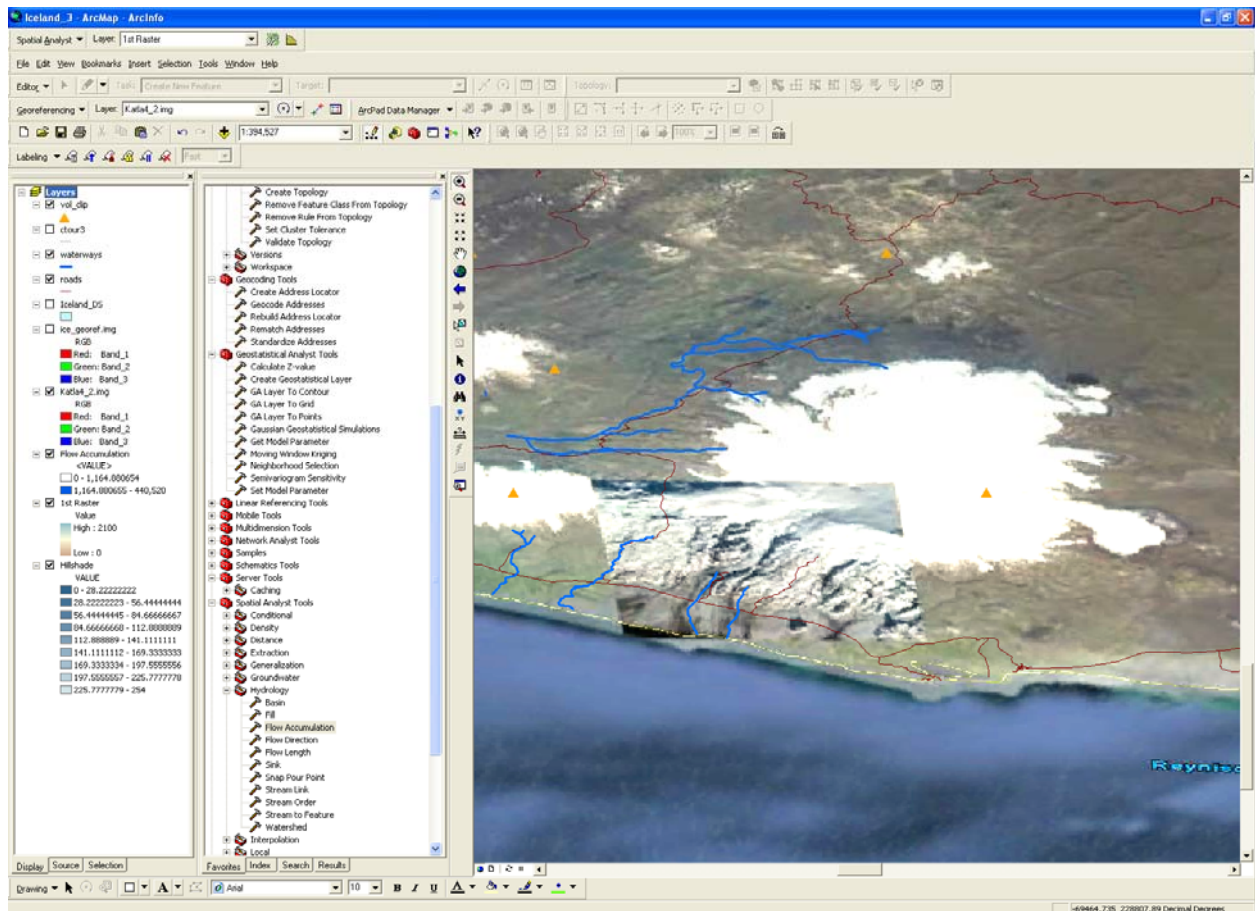 Iceland_3 - ArcMap - ArcInfo
Spatial Analyst Layer: 1st Raster
File Edit View Bookmarks Insert Selection Tools Window Help
Editor Task: Create New Feature Target: Topology:
Georeferencing Layer: Katla4_2.img ArcPad Data Manager
1:394,527 100%
Labeling Fast
Layers
vol_clip
ctour3
waterways
roads
Iceland_DS
ice_georef.img
RGB
Red: Band_1
Green: Band_2
Blue: Band_3
Katla4_2.img
RGB
Red: Band_1
Green: Band_2
Blue: Band_3
Flow Accumulation
<VALUE>
0 - 1,164.880654
1,164.880655 - 440,520
1st Raster
Value
High : 2100
Low : 0
Hillshade
VALUE
0 - 28.22222222
28.22222223 - 56.44444444
56.44444445 - 84.66666667
84.66666668 - 112.8888889
112.888889 - 141.1111111
141.1111112 - 169.3333333
169.3333334 - 197.5555556
197.5555557 - 225.7777778
225.7777779 - 254
Display Source Selection
Create Topology
Remove Feature Class From Topology
Remove Rule From Topology
Set Cluster Tolerance
Validate Topology
Versions
Workspace
Geocoding Tools
Create Address Locator
Geocode Addresses
Rebuild Address Locator
Rematch Addresses
Standardize Addresses
Geostatistical Analyst Tools
Calculate Z-value
Create Geostatistical Layer
GA Layer To Contour
GA Layer To Grid
GA Layer To Points
Gaussian Geostatistical Simulations
Get Model Parameter
Moving Window Kriging
Neighborhood Selection
Semivariogram Sensitivity
Set Model Parameter
Linear Referencing Tools
Mobile Tools
Multidimension Tools
Network Analyst Tools
Samples
Schematics Tools
Server Tools
Caching
Spatial Analyst Tools
Conditional
Density
Distance
Extraction
Generalization
Groundwater
Hydrology
Basin
Fill
Flow Accumulation
Flow Direction
Flow Length
Sink
Snap Pour Point
Stream Link
Stream Order
Stream to Feature
Watershed
Interpolation
Local
Favorites Index Search Results
Drawing A Arial 10 B I U A
-69464.735 228807.89 Decimal Degrees